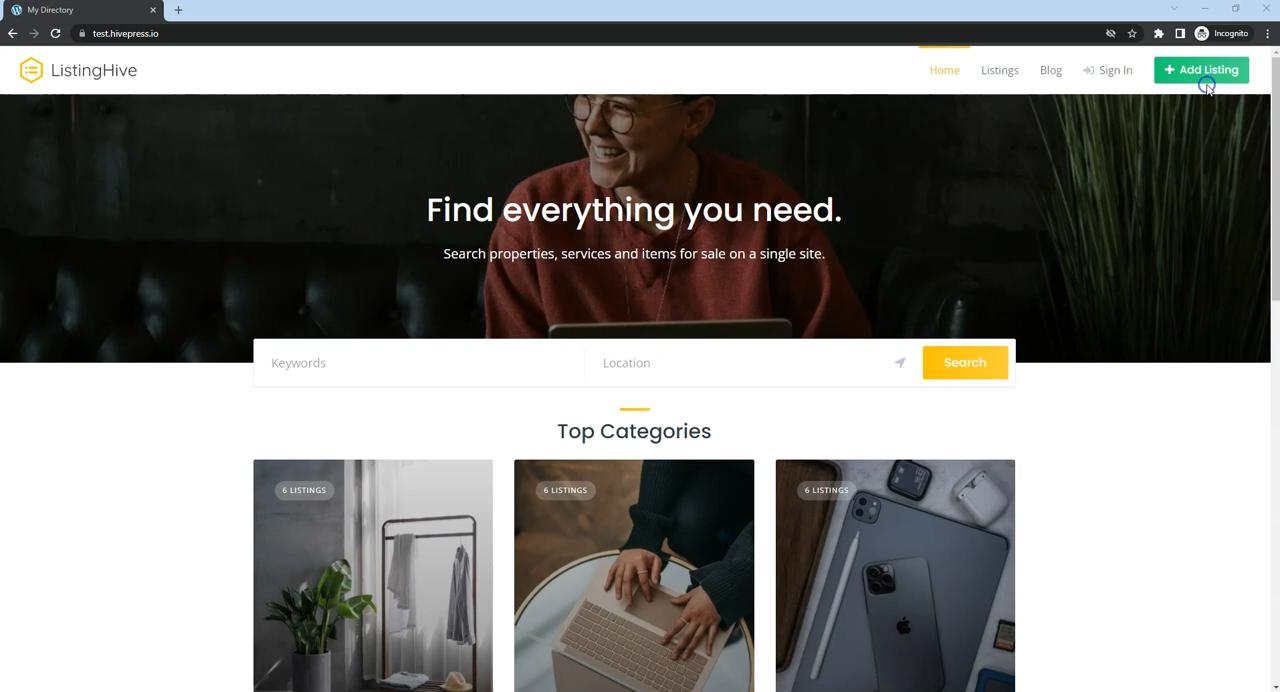 My Directory
test.hivepress.io
Incognito
ListingHive
Home
Listings
Blog
Sign In
+ Add Listing
Find everything you need.
Search properties, services and items for sale on a single site.
Keywords
Location
Search
Top Categories
6 LISTINGS
6 LISTINGS
6 LISTINGS